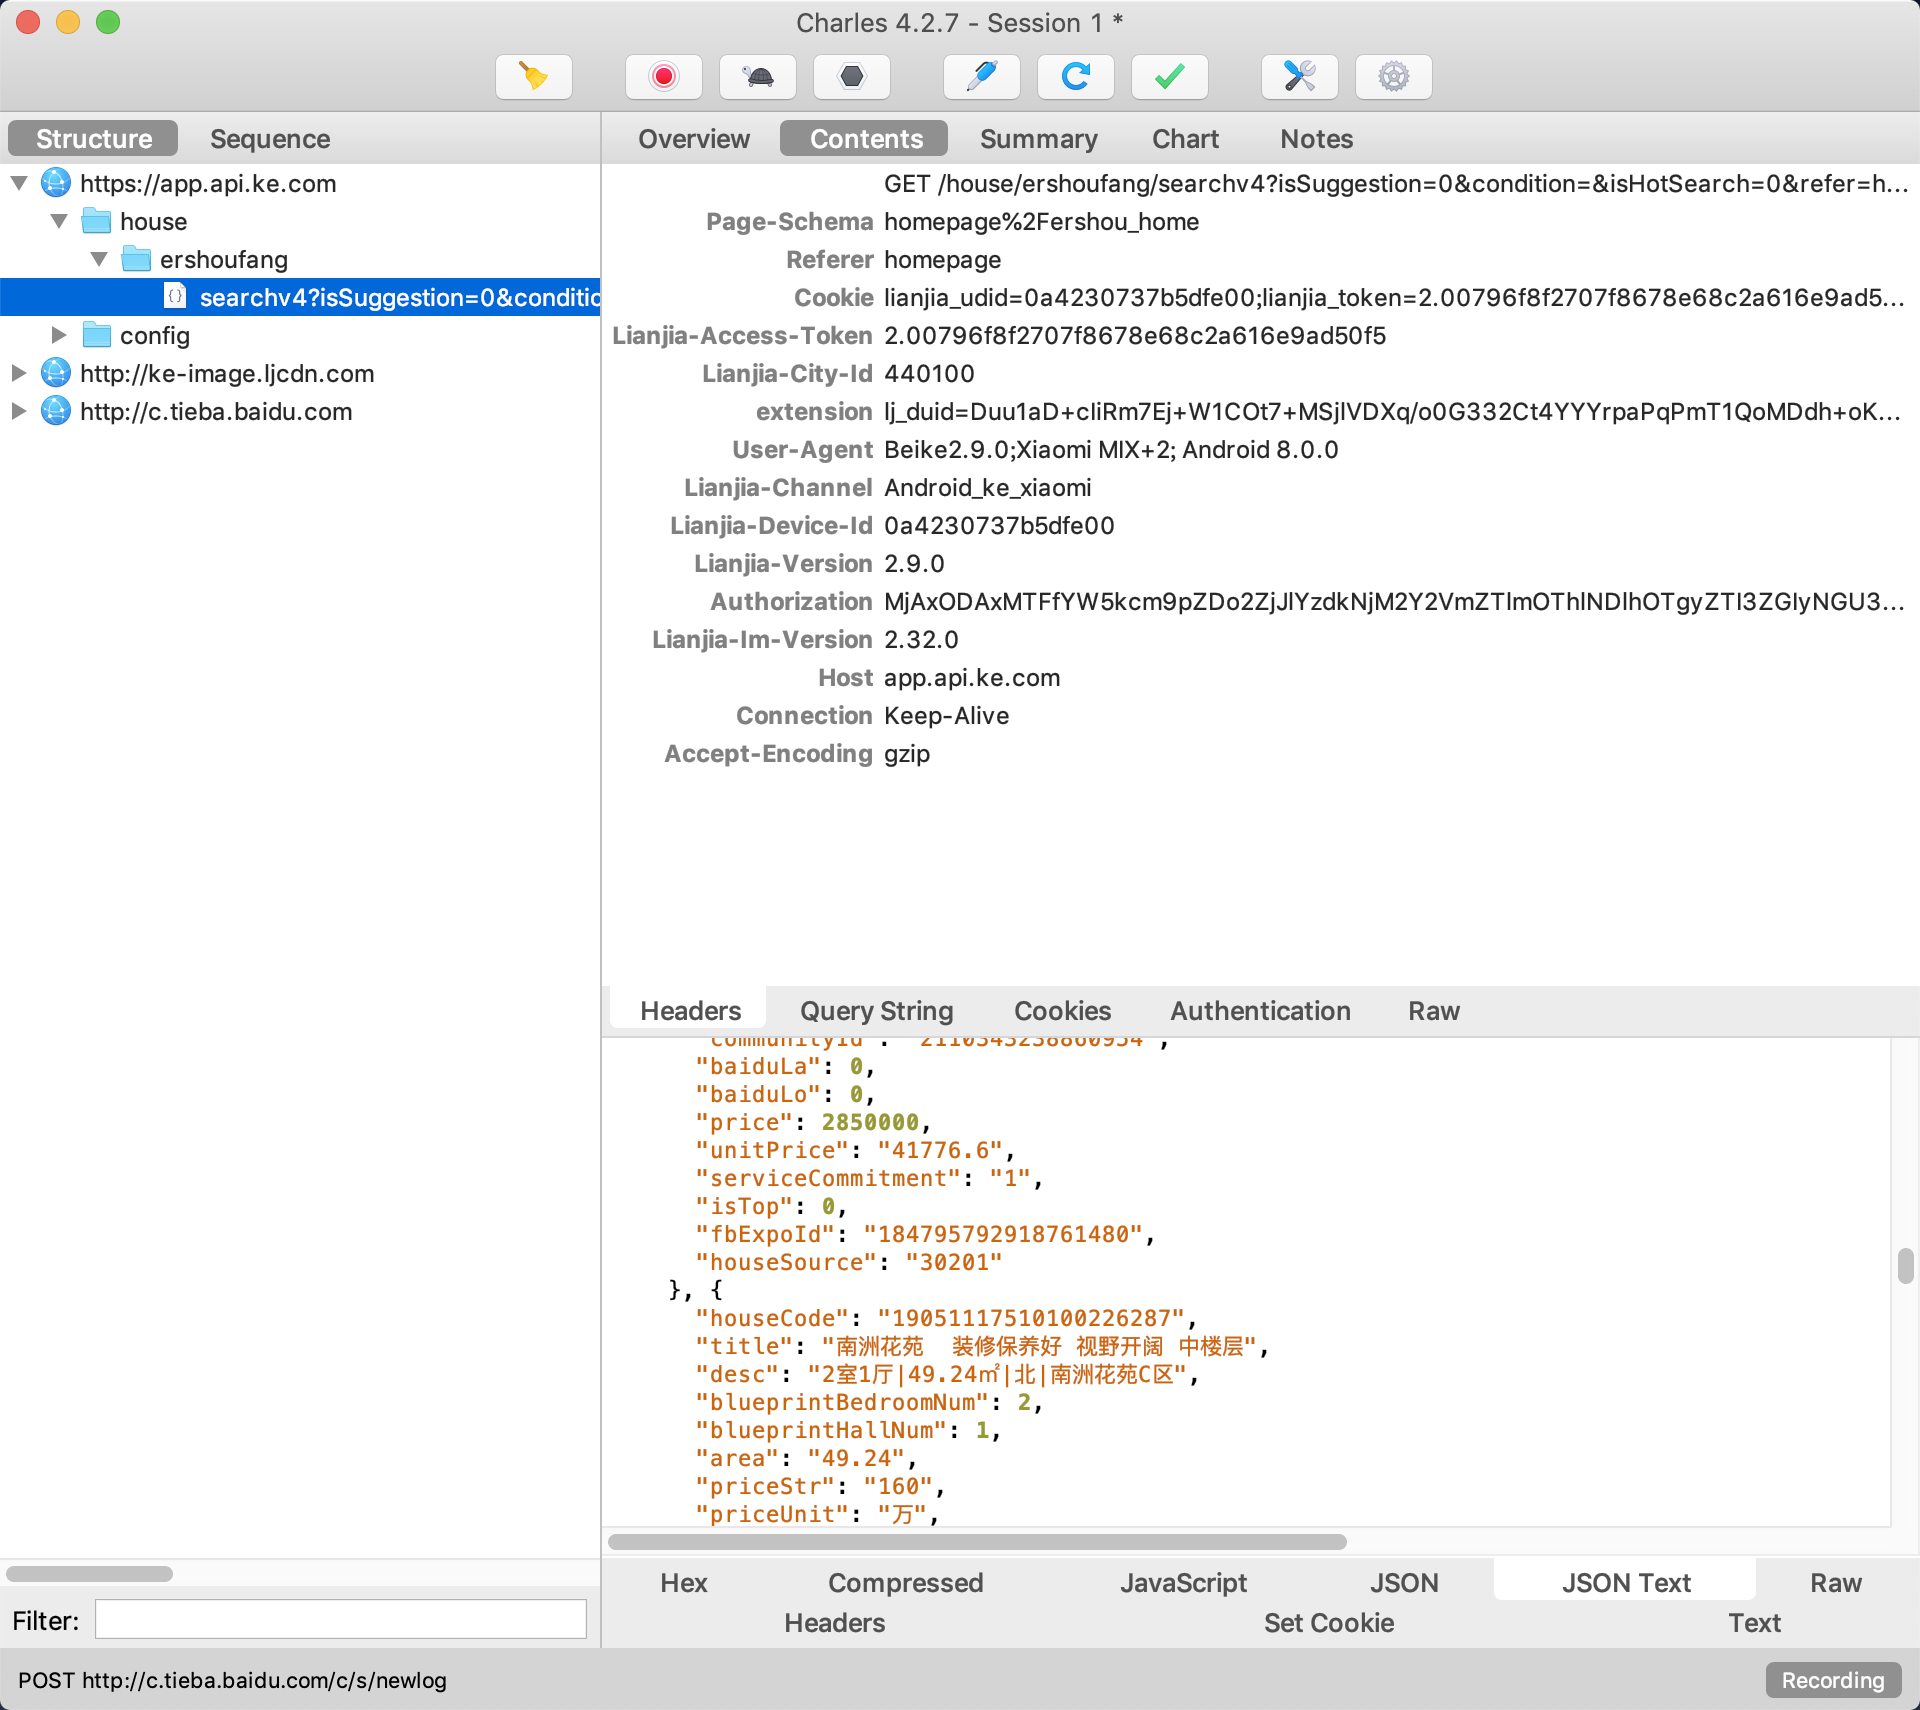 Charles 4.2.7 - Session 1 *
Structure Sequence
Overview Contents Summary Chart Notes
https://app.api.ke.com
house
ershoufang
searchv4?isSuggestion=0&conditic
config
http://ke-image.ljcdn.com
http://c.tieba.baidu.com
GET /house/ershoufang/searchv4?isSuggestion=0&condition=&isHotSearch=0&refer=h...
Page-Schema homepage%2Fershou_home
Referer homepage
Cookie lianjia_udid=0a4230737b5dfe00;lianjia_token=2.00796f8f2707f8678e68c2a616e9ad5...
Lianjia-Access-Token 2.00796f8f2707f8678e68c2a616e9ad50f5
Lianjia-City-Id 440100
extension lj_duid=Duu1aD+cIiRm7Ej+W1COt7+MSjIVDXq/o0G332Ct4YYYrpaPqPmT1QoMDdh+oK...
User-Agent Beike2.9.0;Xiaomi MIX+2; Android 8.0.0
Lianjia-Channel Android_ke_xiaomi
Lianjia-Device-Id 0a4230737b5dfe00
Lianjia-Version 2.9.0
Authorization MjAxODAxMTFfYW5kcm9pZDo2ZjJlYzdkNjM2Y2VmZTlmOThlNDlhOTgyZTI3ZGIyNGU3...
Lianjia-Im-Version 2.32.0
Host app.api.ke.com
Connection Keep-Alive
Accept-Encoding gzip
Headers Query String Cookies Authentication Raw
"communityId": "2110343238860954",
"baiduLa": 0,
"baiduLo": 0,
"price": 2850000,
"unitPrice": "41776.6",
"serviceCommitment": "1",
"isTop": 0,
"fbExpoId": "184795792918761480",
"houseSource": "30201"
}, {
"houseCode": "19051117510100226287",
"title": "南洲花苑  装修保养好 视野开阔 中楼层",
"desc": "2室1厅|49.24㎡|北|南洲花苑C区",
"blueprintBedroomNum": 2,
"blueprintHallNum": 1,
"area": "49.24",
"priceStr": "160",
"priceUnit": "万",
Hex Compressed JavaScript JSON JSON Text Raw
Headers Set Cookie Text
Filter:
POST http://c.tieba.baidu.com/c/s/newlog
Recording